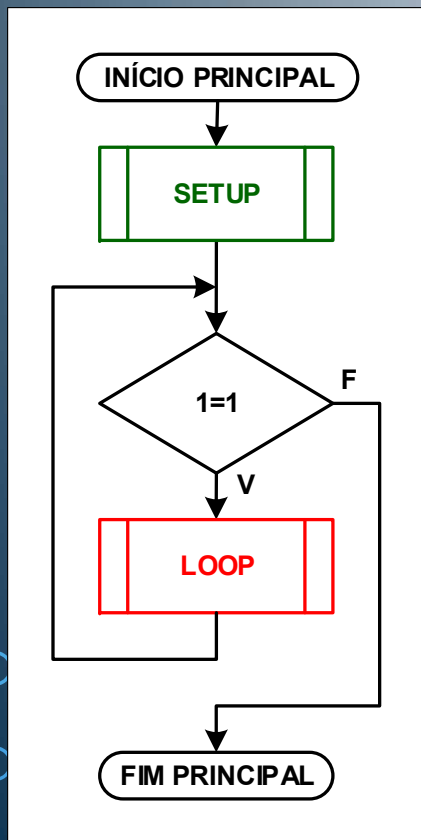 INÍCIO PRINCIPAL
SETUP
1=1
F
V
LOOP
FIM PRINCIPAL